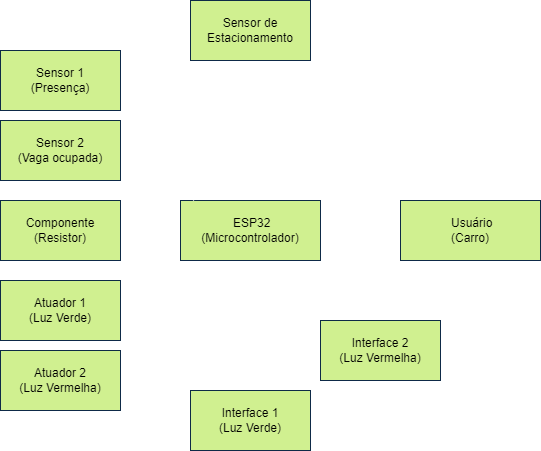 Sensor de
Estacionamento
Sensor 1
(Presença)
Sensor 2
(Vaga ocupada)
Componente
(Resistor)
ESP32
(Microcontrolador)
Usuário
(Carro)
Atuador 1
(Luz Verde)
Interface 2
(Luz Vermelha)
Atuador 2
(Luz Vermelha)
Interface 1
(Luz Verde)